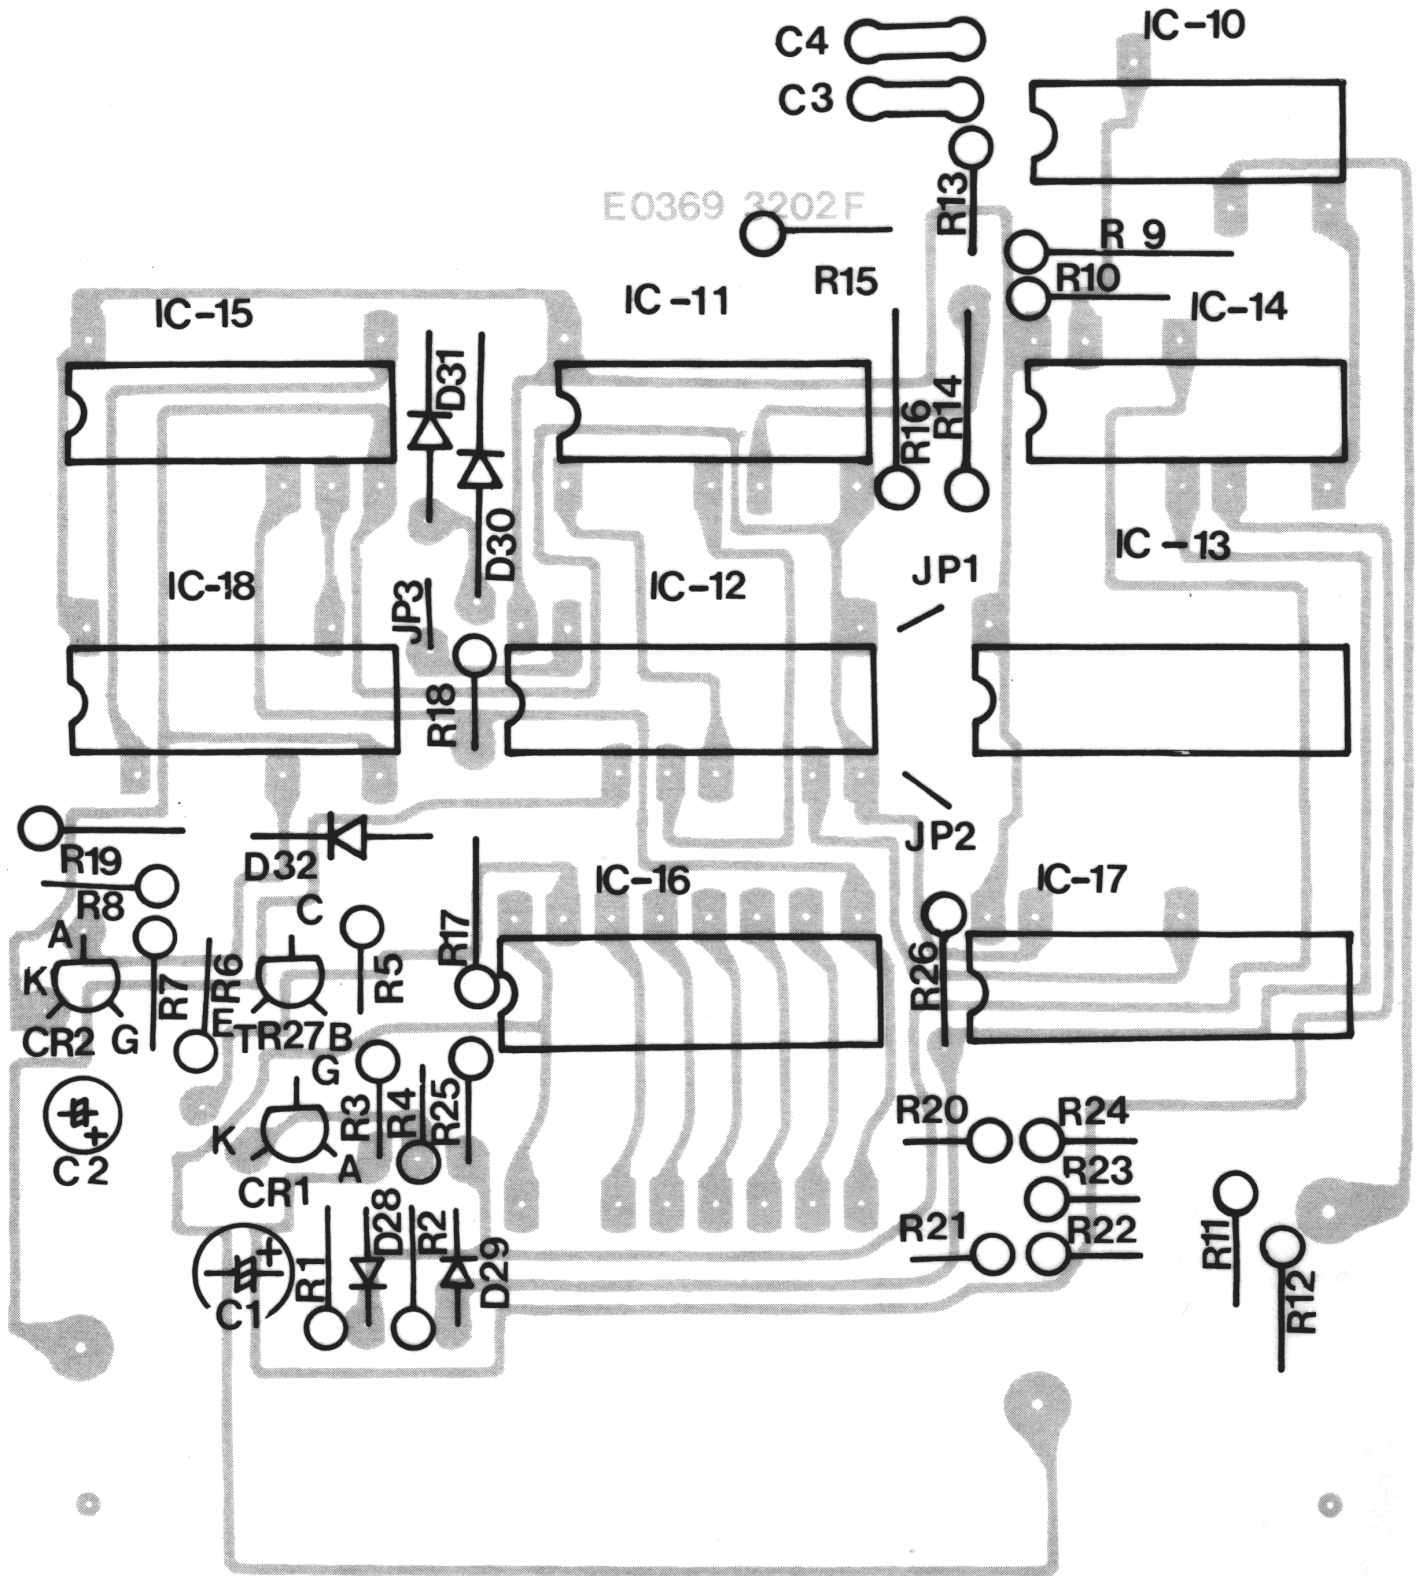 IC-10
C4
C3
R13
E0369 3202F
R 9
R15
R10
IC-11
IC-14
IC-15
D31
R16
R14
D30
IC-13
JP1
IC-18
IC-12
JP3
R18
JP2
R19
D32
IC-16
IC-17
R8
C
A
R17
K
R7
R6
R5
R26
E
CR2
G
TR27
B
G
R3
R4
R25
R20
R24
K
A
C2
CR1
R23
D28
R2
R21
R22
R11
D29
R1
C1
R12